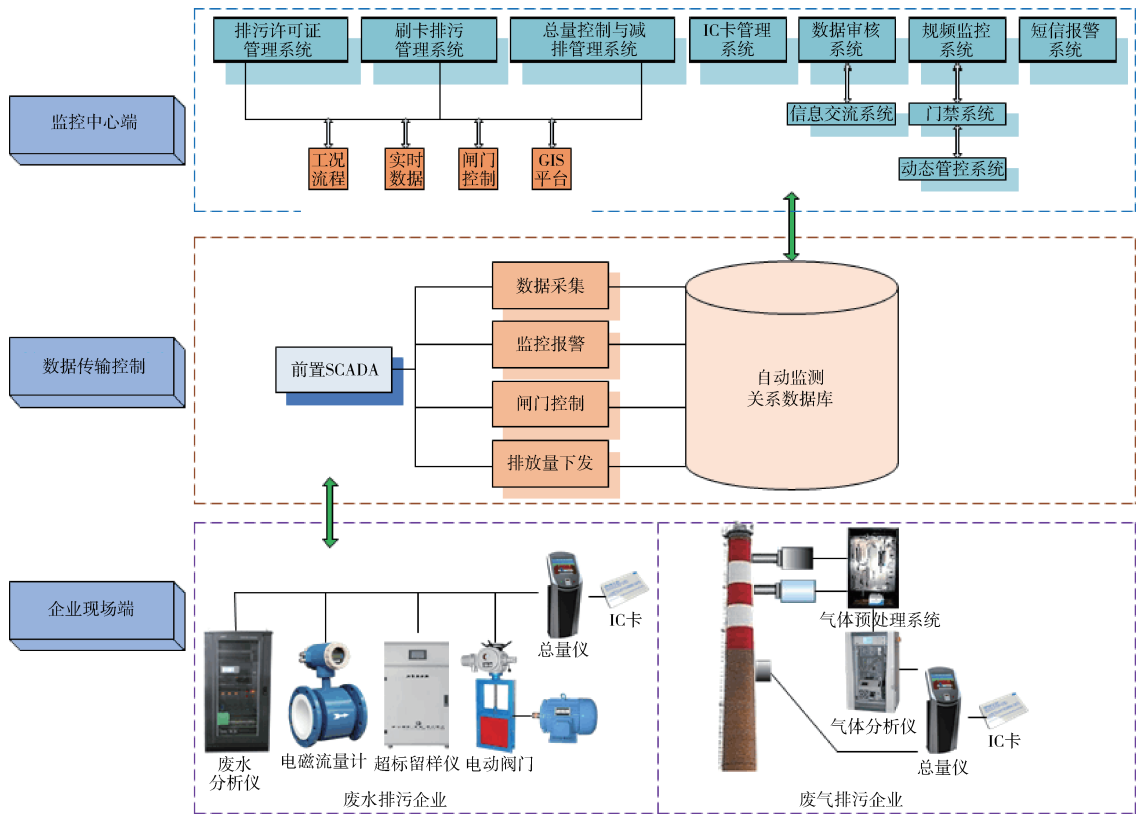 排污许可证
管理系统
刷卡排污
管理系统
总量控制与减
排管理系统
IC卡管理
系统
数据审核
系统
规频监控
系统
短信报警
系统
监控中心端
信息交流系统
门禁系统
动态管控系统
工况
流程
实时
数据
闸门
控制
GIS
平台
数据传输控制
前置SCADA
数据采集
监控报警
闸门控制
排放量下发
自动监测
关系数据库
企业现场端
IC卡
总量仪
废水
分析仪
电磁流量计
超标留样仪
电动阀门
废水排污企业
气体预处理系统
气体分析仪
IC卡
总量仪
废气排污企业